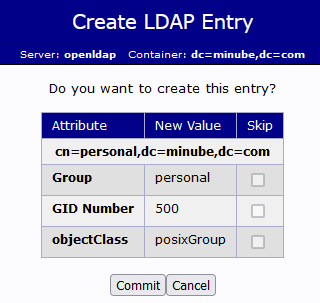 Create LDAP Entry
Server: openldap Container: dc=minube,dc=com
Do you want to create this entry?
Attribute New Value Skip
cn=personal,dc=minube,dc=com
Group personal
GID Number 500
objectClass posixGroup
Commit Cancel